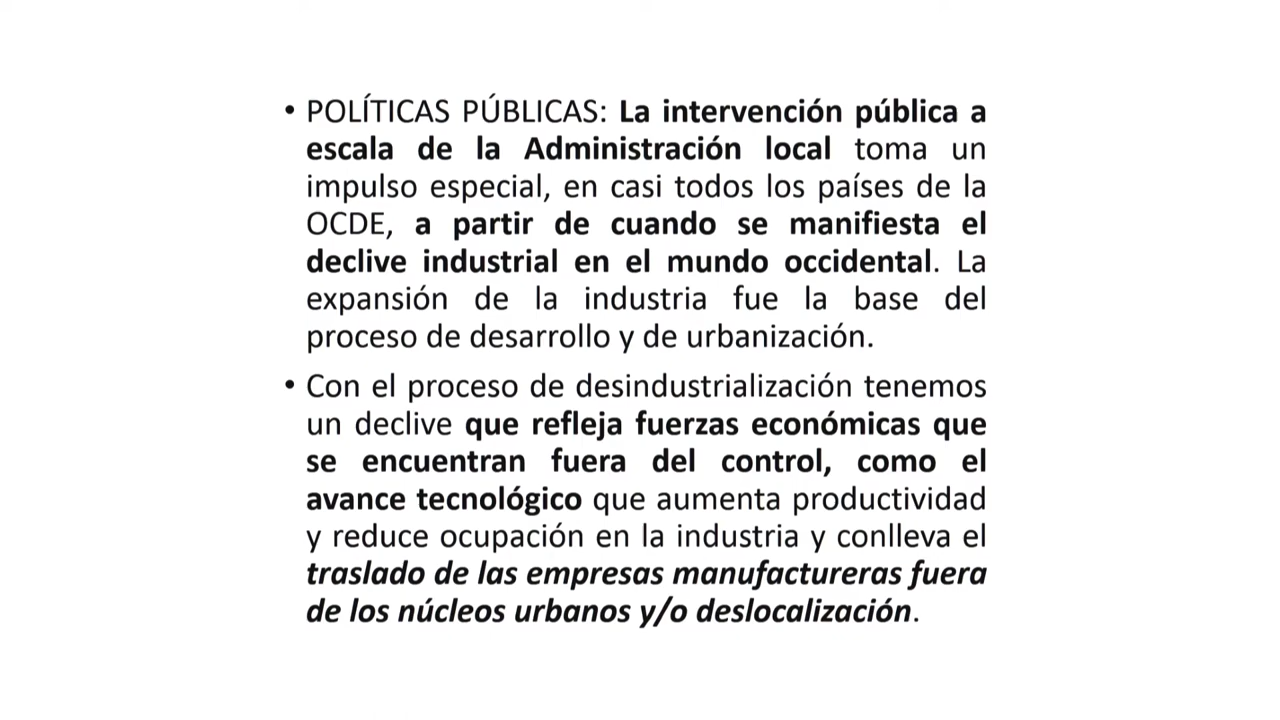 • POLÍTICAS PÚBLICAS: La intervención pública a
escala de la Administración local toma un
impulso especial, en casi todos los países de la
OCDE, a partir de cuando se manifiesta el
declive industrial en el mundo occidental. La
expansión de la industria fue la base del
proceso de desarrollo y de urbanización.
• Con el proceso de desindustrialización tenemos
un declive que refleja fuerzas económicas que
se encuentran fuera del control, como el
avance tecnológico que aumenta productividad
y reduce ocupación en la industria y conlleva el
traslado de las empresas manufactureras fuera
de los núcleos urbanos y/o deslocalización.